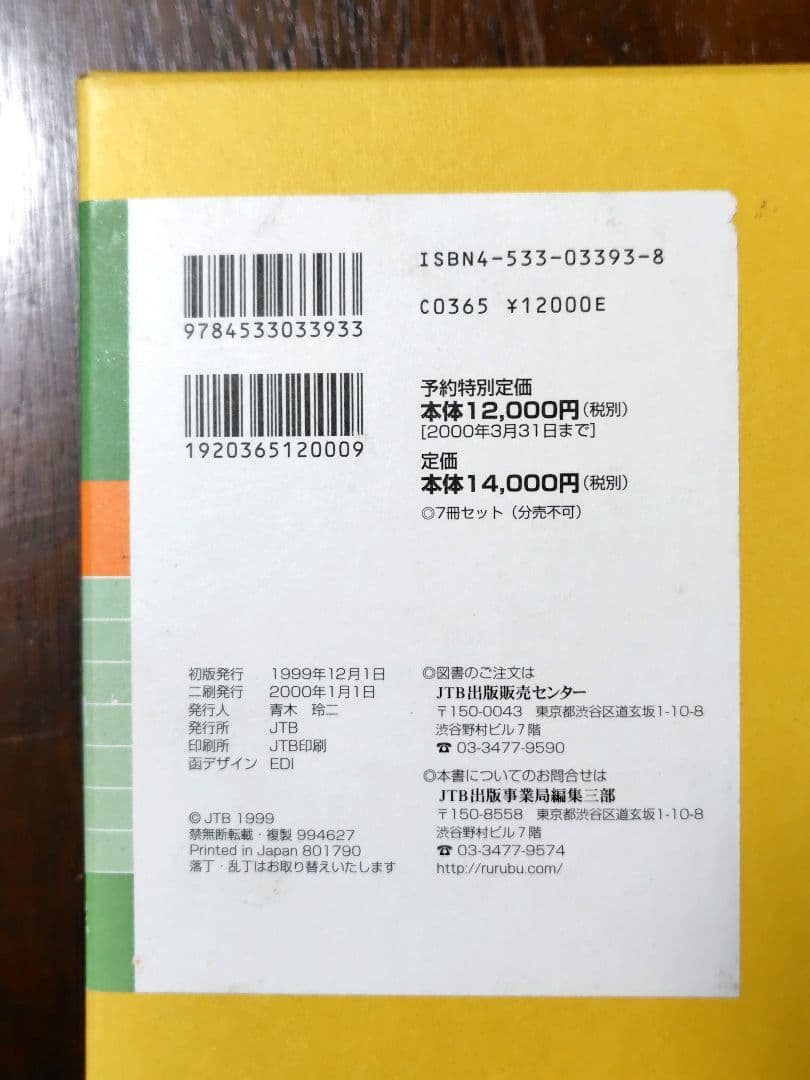 9784533033933
1920365120009
ISBN4-533-03393-8
C0365 ¥12000E
予約特別定価
本体12,000円(税別)
[2000年3月31日まで]
定価
本体14,000円(税別)
◎7冊セット(分売不可)
初版発行 1999年12月1日
二刷発行 2000年1月1日
発行人 青木 玲二
発行所 JTB
印刷所 JTB印刷
函デザイン EDI
© JTB 1999
禁無断転載・複製 994627
Printed in Japan 801790
落丁・乱丁はお取り替えいたします
◎図書のご注文は
JTB出版販売センター
〒150-0043 東京都渋谷区道玄坂1-10-8
渋谷野村ビル7階
☎ 03-3477-9590
◎本書についてのお問合せは
JTB出版事業局編集三部
〒150-8558 東京都渋谷区道玄坂1-10-8
渋谷野村ビル7階
☎ 03-3477-9574
http://rurubu.com/